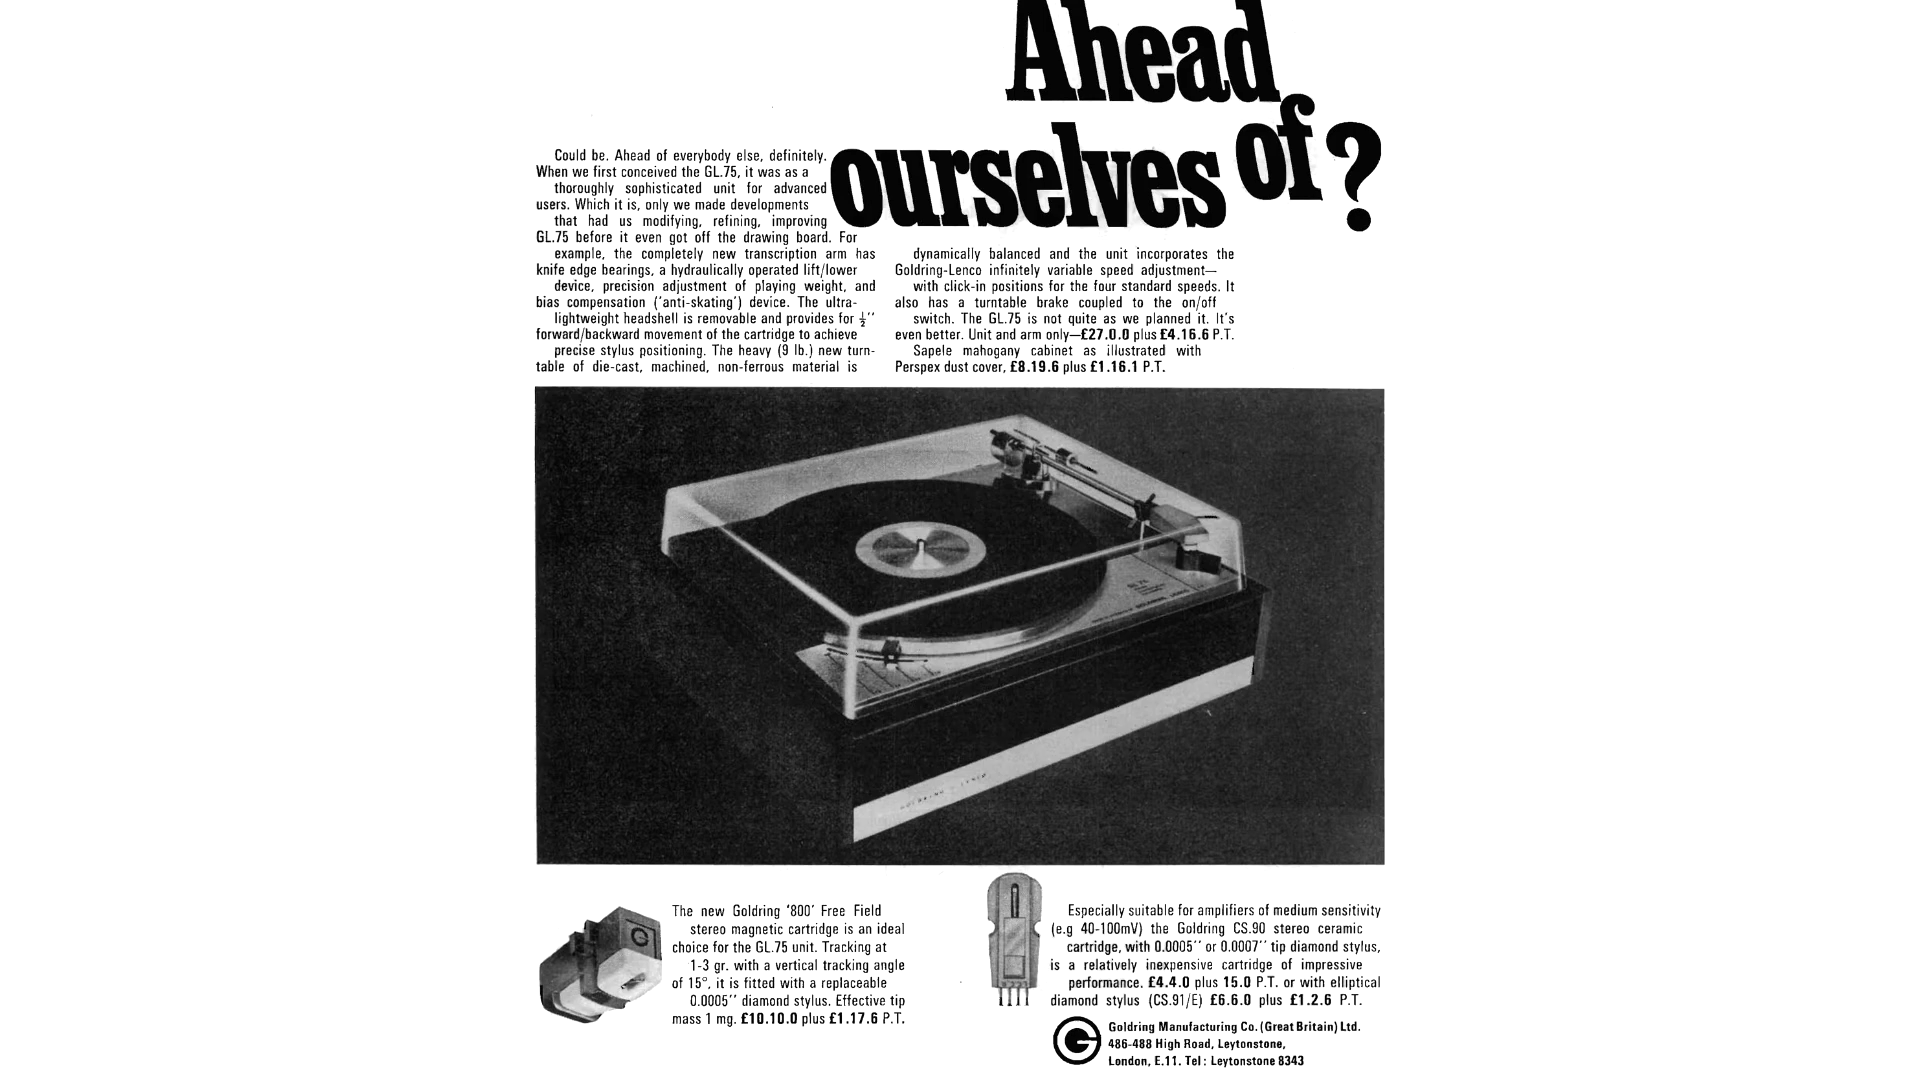 Ahead
ourselves of?
Could be. Ahead of everybody else, definitely.
When we first conceived the GL.75, it was as a
thoroughly sophisticated unit for advanced
users. Which it is, only we made developments
that had us modifying, refining, improving
GL.75 before it even got off the drawing board. For
example, the completely new transcription arm has
knife edge bearings, a hydraulically operated lift/lower
device, precision adjustment of playing weight, and
bias compensation ('anti-skating') device. The ultra-
lightweight headshell is removable and provides for ½''
forward/backward movement of the cartridge to achieve
precise stylus positioning. The heavy (9 lb.) new turn-
table of die-cast, machined, non-ferrous material is
dynamically balanced and the unit incorporates the
Goldring-Lenco infinitely variable speed adjustment—
with click-in positions for the four standard speeds. It
also has a turntable brake coupled to the on/off
switch. The GL.75 is not quite as we planned it. It's
even better. Unit and arm only—£27.0.0 plus £4.16.6 P.T.
Sapele mahogany cabinet as illustrated with
Perspex dust cover, £8.19.6 plus £1.16.1 P.T.
GL 75
GOLDRING LENCO
The new Goldring '800' Free Field
stereo magnetic cartridge is an ideal
choice for the GL.75 unit. Tracking at
1-3 gr. with a vertical tracking angle
of 15°, it is fitted with a replaceable
0.0005'' diamond stylus. Effective tip
mass 1 mg. £10.10.0 plus £1.17.6 P.T.
Especially suitable for amplifiers of medium sensitivity
(e.g 40-100mV) the Goldring CS.90 stereo ceramic
cartridge, with 0.0005'' or 0.0007'' tip diamond stylus,
is a relatively inexpensive cartridge of impressive
performance. £4.4.0 plus 15.0 P.T. or with elliptical
diamond stylus (CS.91/E) £6.6.0 plus £1.2.6 P.T.
Goldring Manufacturing Co. (Great Britain) Ltd.
486-488 High Road, Leytonstone,
London, E.11. Tel: Leytonstone 8343